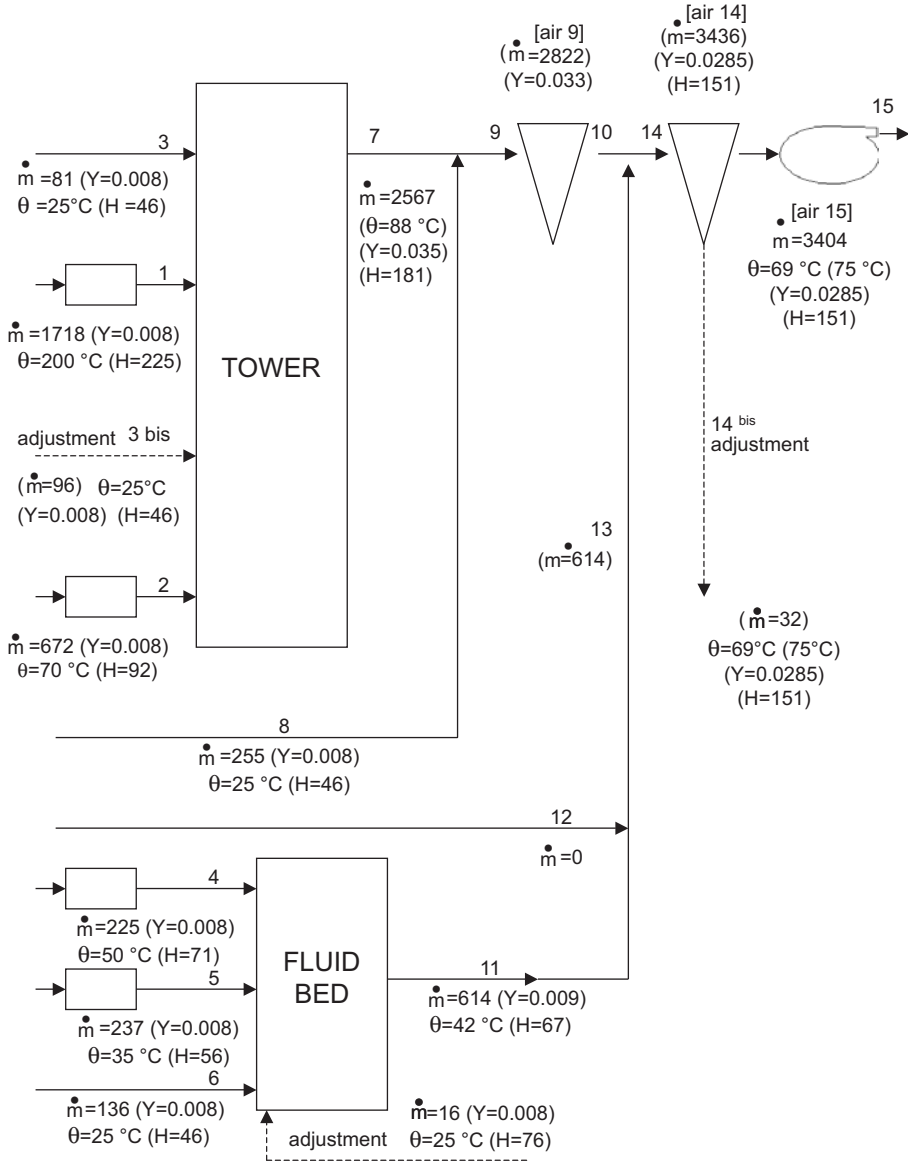 [air 9]
(ṁ=2822)
(Y=0.033)
[air 14]
(ṁ=3436)
(Y=0.0285)
(H=151)
3
ṁ =81 (Y=0.008)
θ =25°C (H =46)
1
ṁ =1718 (Y=0.008)
θ=200 °C (H=225)
adjustment 3 bis
(ṁ=96) θ=25°C
(Y=0.008) (H=46)
2
ṁ =672 (Y=0.008)
θ=70 °C (H=92)
TOWER
7
ṁ =2567
(θ=88 °C)
(Y=0.035)
(H=181)
9
10
14
15
[air 15]
ṁ =3404
θ=69 °C (75 °C)
(Y=0.0285)
(H=151)
14 bis
adjustment
13
(ṁ=614)
(ṁ=32)
θ=69°C (75°C)
(Y=0.0285)
(H=151)
8
ṁ =255 (Y=0.008)
θ=25 °C (H=46)
12
ṁ =0
4
ṁ =225 (Y=0.008)
θ=50 °C (H=71)
5
ṁ =237 (Y=0.008)
θ=35 °C (H=56)
6
ṁ =136 (Y=0.008)
θ=25 °C (H=46)
FLUID
BED
11
ṁ =614 (Y=0.009)
θ=42 °C (H=67)
adjustment
ṁ=16 (Y=0.008)
θ=25 °C (H=76)